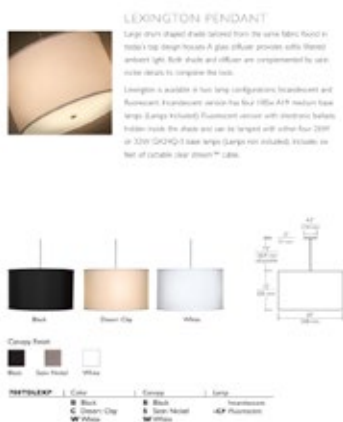 LEXINGTON PENDANT
Large drum shaped shade tailored from the same fabric found in
today's top design houses. A glass diffuser provides softly filtered
ambient light. Both shade and diffuser are complemented by satin
nickel details to complete the look.
Lexington is available in two lamp configurations: Incandescent and
Fluorescent. Incandescent version has four 100w A19 medium base
lamps (Lamps Included). Fluorescent version with electronic ballasts
hidden inside the shade and can be lamped with either four 26W
or 32W GX24Q-3 base lamps (Lamps not included). Includes six
feet of cuttable clear cable.
Black
Desert Clay
White
Canopy Finish
Black
Satin Nickel
White
Color
Canopy
Lamp
B Black
B Black
Incandescent
C Desert Clay
S Satin Nickel
-CF Fluorescent
W White
W White